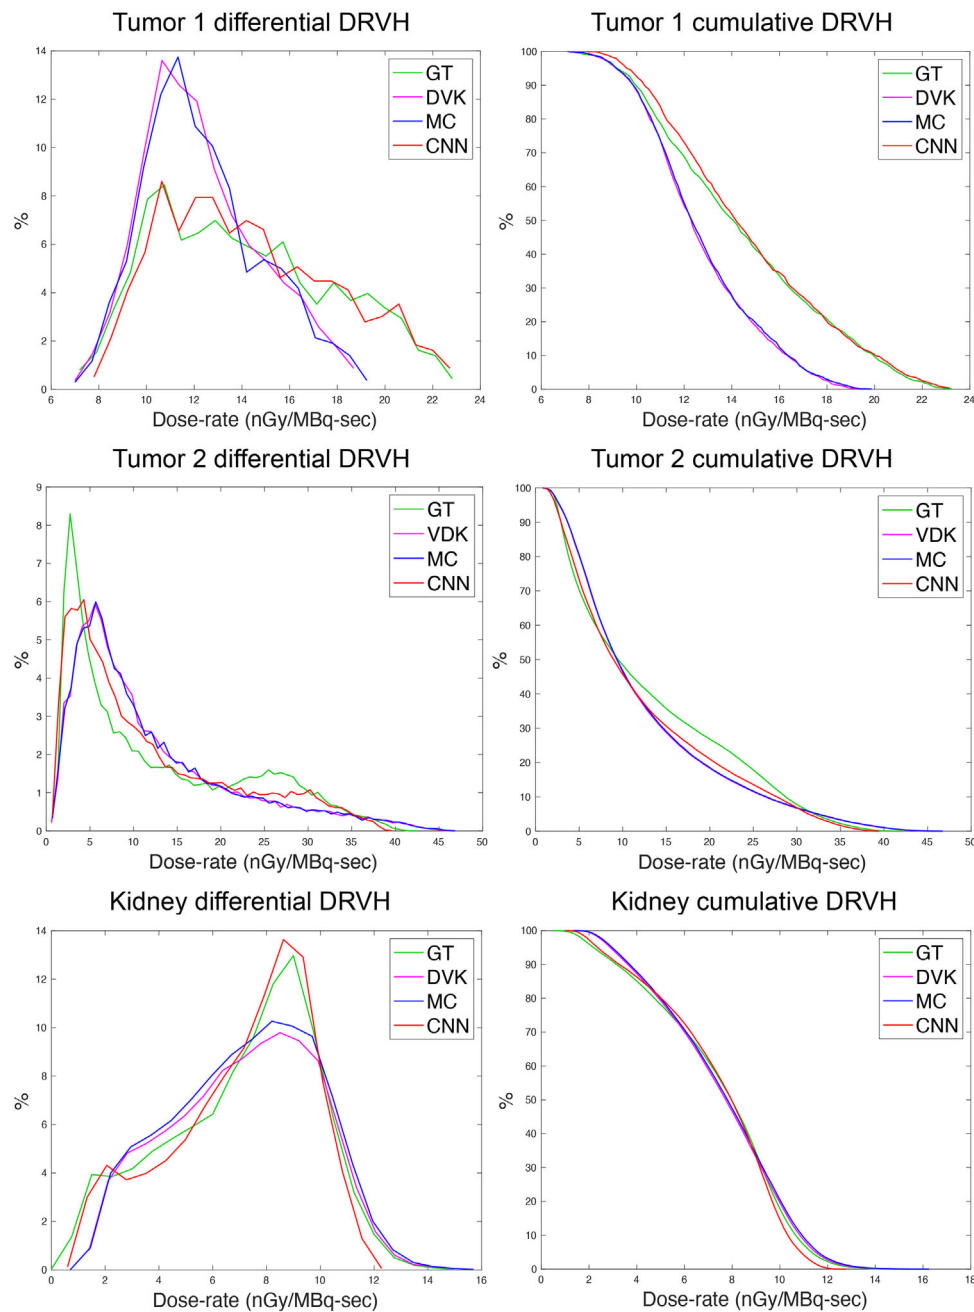 Tumor 1 differential DRVH
14
12
10
8
6
4
2
0
%
GT
DVK
MC
CNN
6 8 10 12 14 16 18 20 22 24
Dose-rate (nGy/MBq-sec)
Tumor 1 cumulative DRVH
100
90
80
70
60
50
40
30
20
10
0
%
GT
DVK
MC
CNN
6 8 10 12 14 16 18 20 22 24
Dose-rate (nGy/MBq-sec)
Tumor 2 differential DRVH
9
8
7
6
5
4
3
2
1
0
%
GT
VDK
MC
CNN
0 5 10 15 20 25 30 35 40 45 50
Dose-rate (nGy/MBq-sec)
Tumor 2 cumulative DRVH
100
90
80
70
60
50
40
30
20
10
0
%
GT
VDK
MC
CNN
0 5 10 15 20 25 30 35 40 45 50
Dose-rate (nGy/MBq-sec)
Kidney differential DRVH
14
12
10
8
6
4
2
0
%
GT
DVK
MC
CNN
0 2 4 6 8 10 12 14 16
Dose-rate (nGy/MBq-sec)
Kidney cumulative DRVH
100
90
80
70
60
50
40
30
20
10
0
%
GT
DVK
MC
CNN
0 2 4 6 8 10 12 14 16 18
Dose-rate (nGy/MBq-sec)